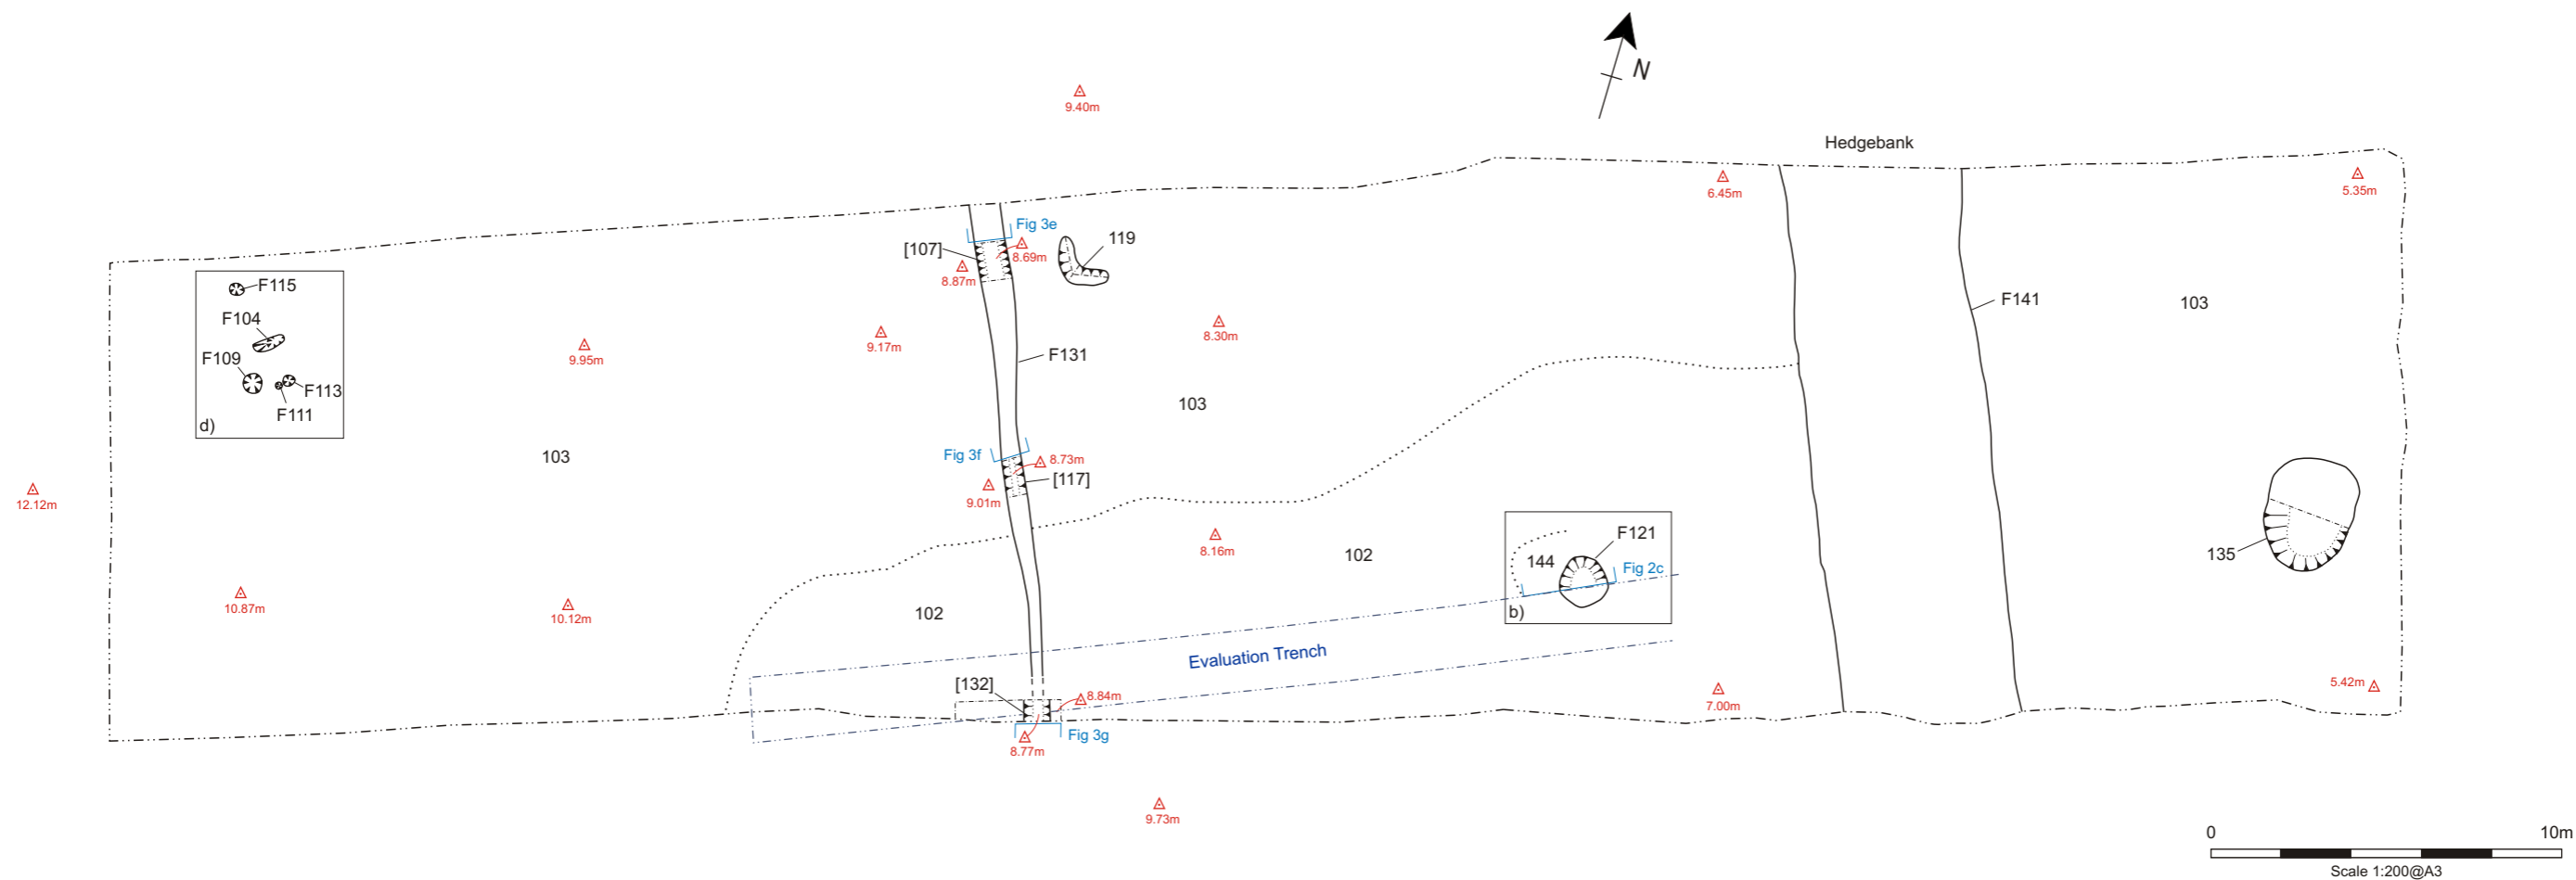 N
9.40m
Hedgebank
6.45m
5.35m
Fig 3e
[107]
119
8.69m
8.87m
F115
F104
F109
F113
F111
d)
9.95m
9.17m
8.30m
F131
F141
103
103
103
Fig 3f
8.73m
[117]
9.01m
12.12m
8.16m
102
F121
144
Fig 2c
b)
135
10.87m
10.12m
102
Evaluation Trench
[132]
8.84m
7.00m
5.42m
Fig 3g
8.77m
9.73m
0 10m
Scale 1:200@A3